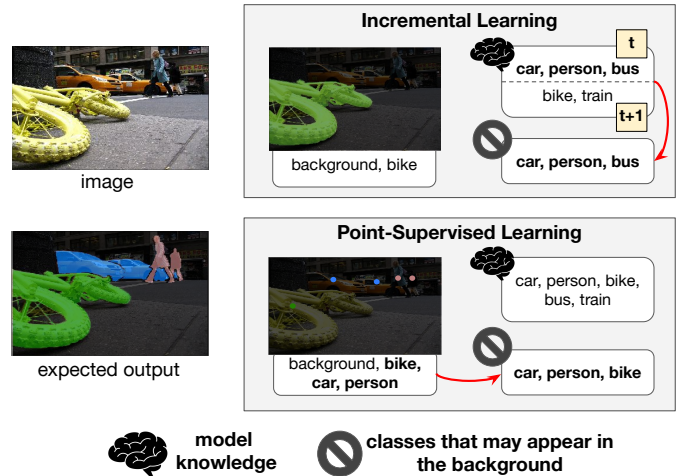 Incremental Learning
image
background, bike
t
car, person, bus
bike, train
t+1
car, person, bus
Point-Supervised Learning
expected output
background, bike,
car, person
car, person, bike,
bus, train
car, person, bike
model
knowledge
classes that may appear in
the background